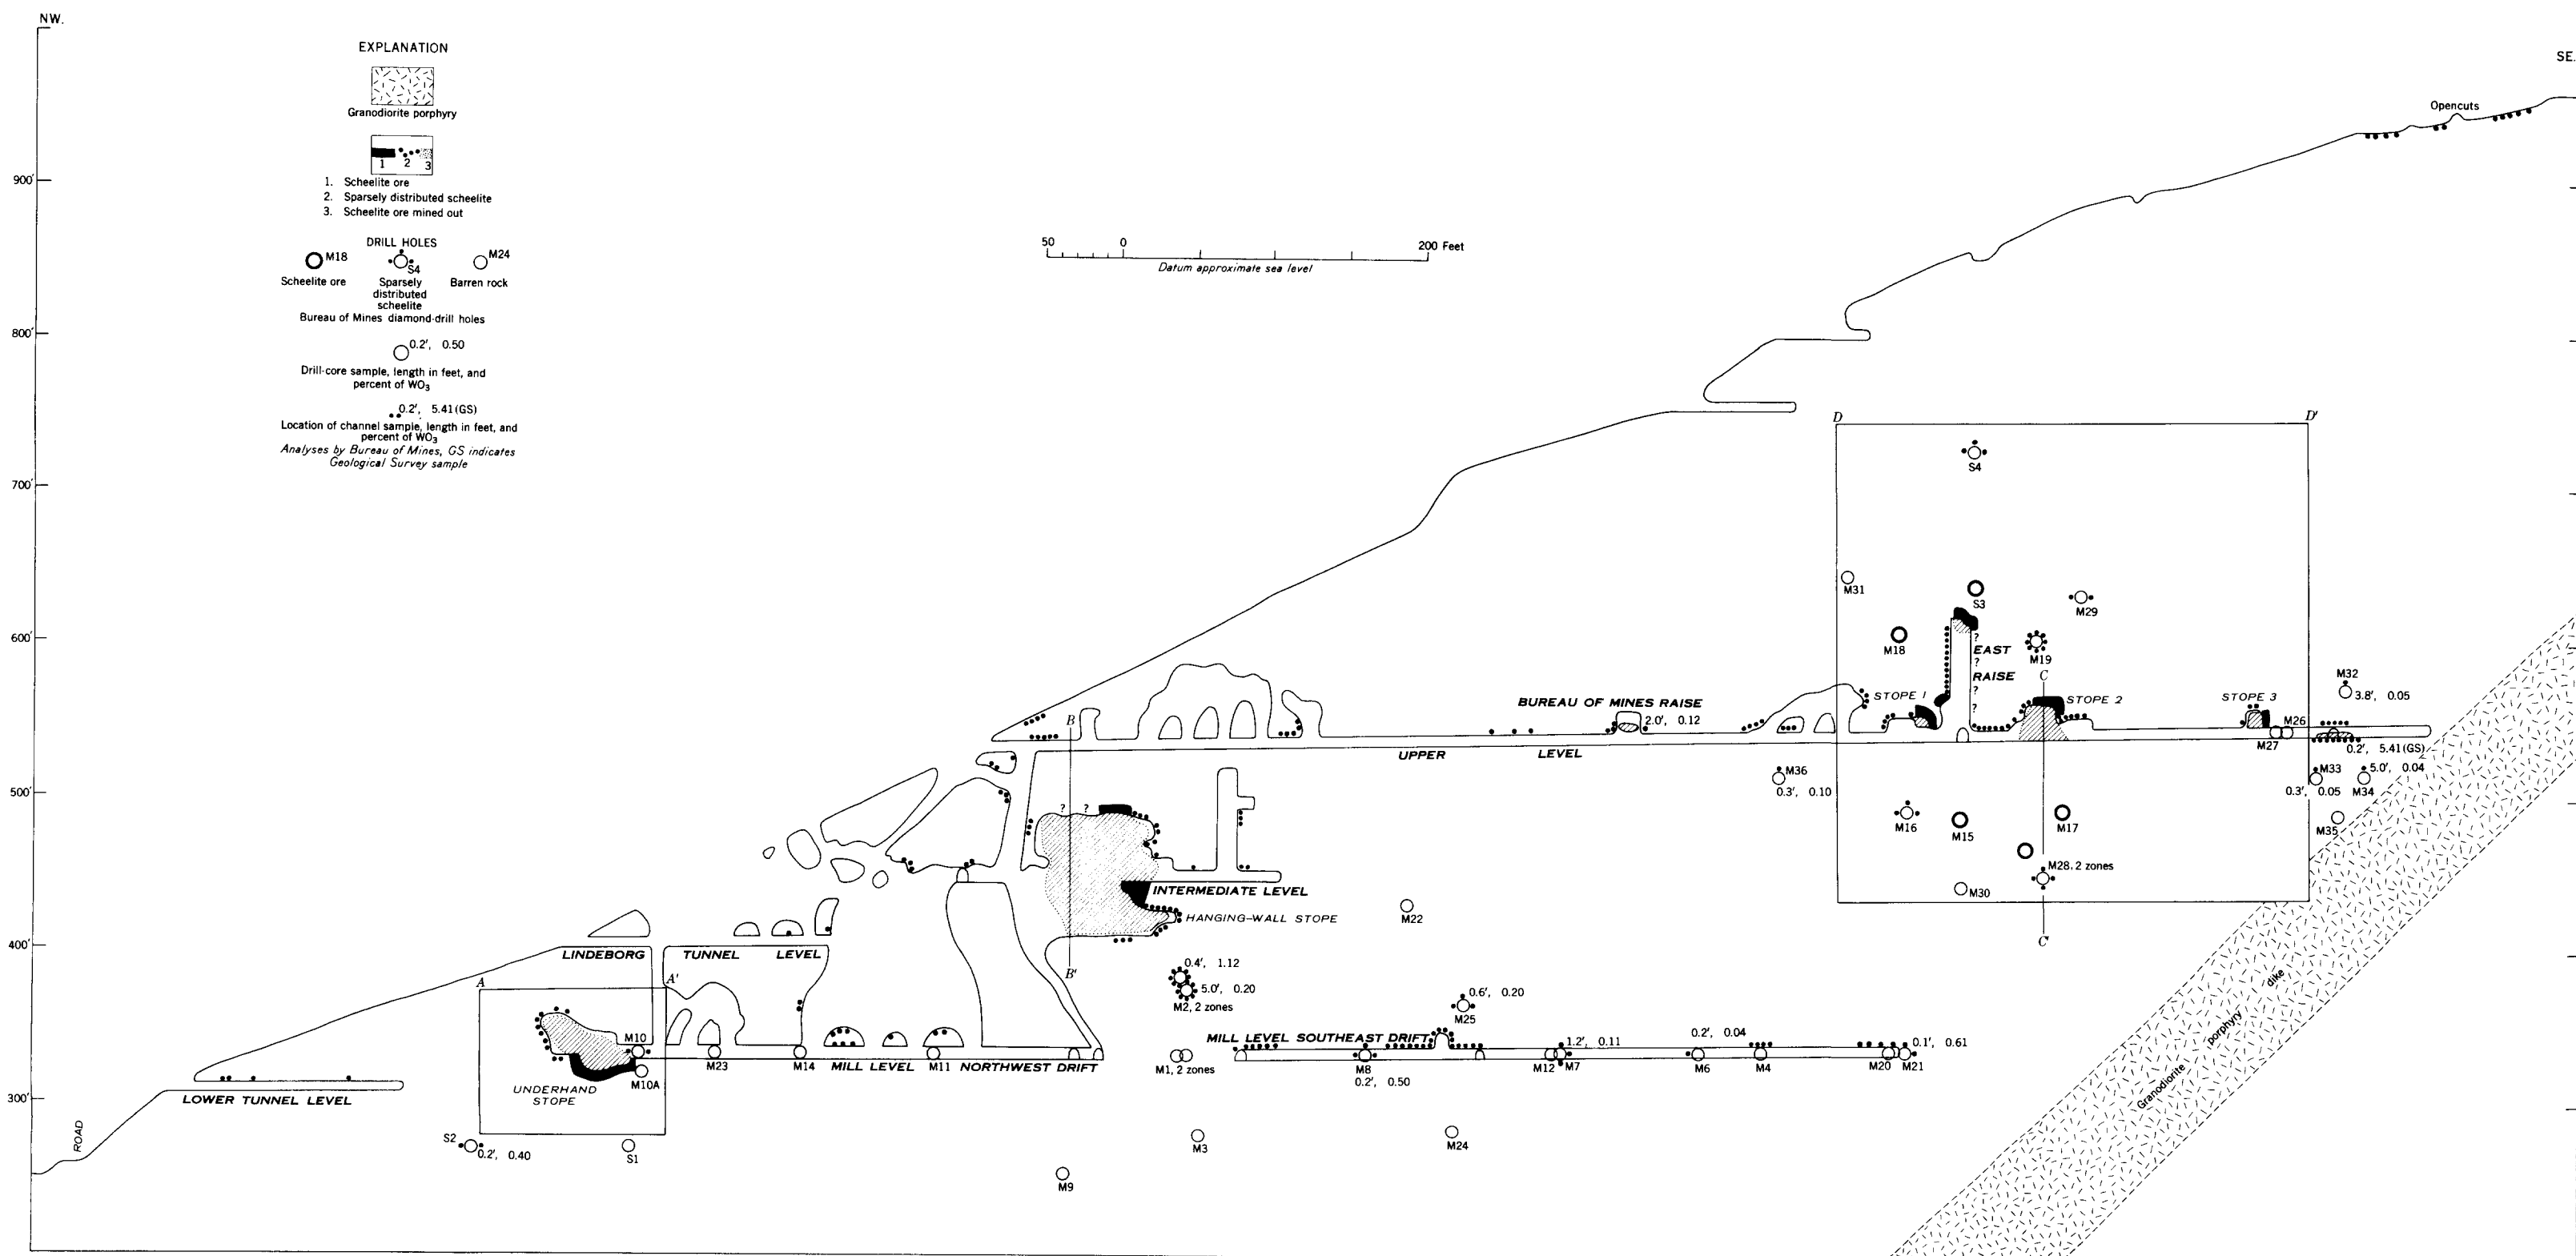 NW.
SE.
EXPLANATION
Granodiorite porphyry
1 2 3
1. Scheelite ore
2. Sparsely distributed scheelite
3. Scheelite ore mined out
DRILL HOLES
M18 S4 M24
Scheelite ore
Sparsely
distributed
scheelite
Barren rock
Bureau of Mines diamond-drill holes
0.2', 0.50
Drill-core sample, length in feet, and
percent of WO₃
0.2', 5.41(GS)
Location of channel sample, length in feet, and
percent of WO₃
Analyses by Bureau of Mines, GS indicates
Geological Survey sample
50 0 200 Feet
Datum approximate sea level
Opencuts
900'
800'
700'
600'
500'
400'
300'
D D'
S4
M31
S3
M29
M18
M19
EAST
?
RAISE
?
?
?
C
STOPE 1
STOPE 2
STOPE 3
M32
3.8', 0.05
BUREAU OF MINES RAISE
2.0', 0.12
M26
M27
0.2', 5.41(GS)
B
UPPER LEVEL
M36
0.3', 0.10
M33
0.3', 0.05
5.0', 0.04
M34
M35
M16
M15
M17
M28, 2 zones
M30
C'
? ?
INTERMEDIATE LEVEL
HANGING-WALL STOPE
M22
LINDEBORG TUNNEL LEVEL
B'
A A'
0.4', 1.12
5.0', 0.20
M2, 2 zones
0.6', 0.20
M25
M10
M10A
UNDERHAND
STOPE
M23
M14
MILL LEVEL
M11
NORTHWEST DRIFT
M1, 2 zones
MILL LEVEL SOUTHEAST DRIFT
M8
0.2', 0.50
1.2', 0.11
M12
M7
0.2', 0.04
M6
M4
M20
M21
0.1', 0.61
LOWER TUNNEL LEVEL
ROAD
S2
0.2', 0.40
S1
M3
M24
M9
Granodiorite porphyry dike